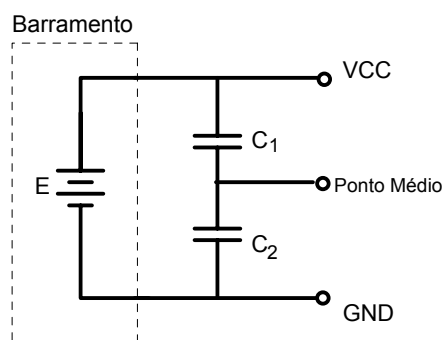 Barramento
VCC
C1
E
Ponto Médio
C2
GND